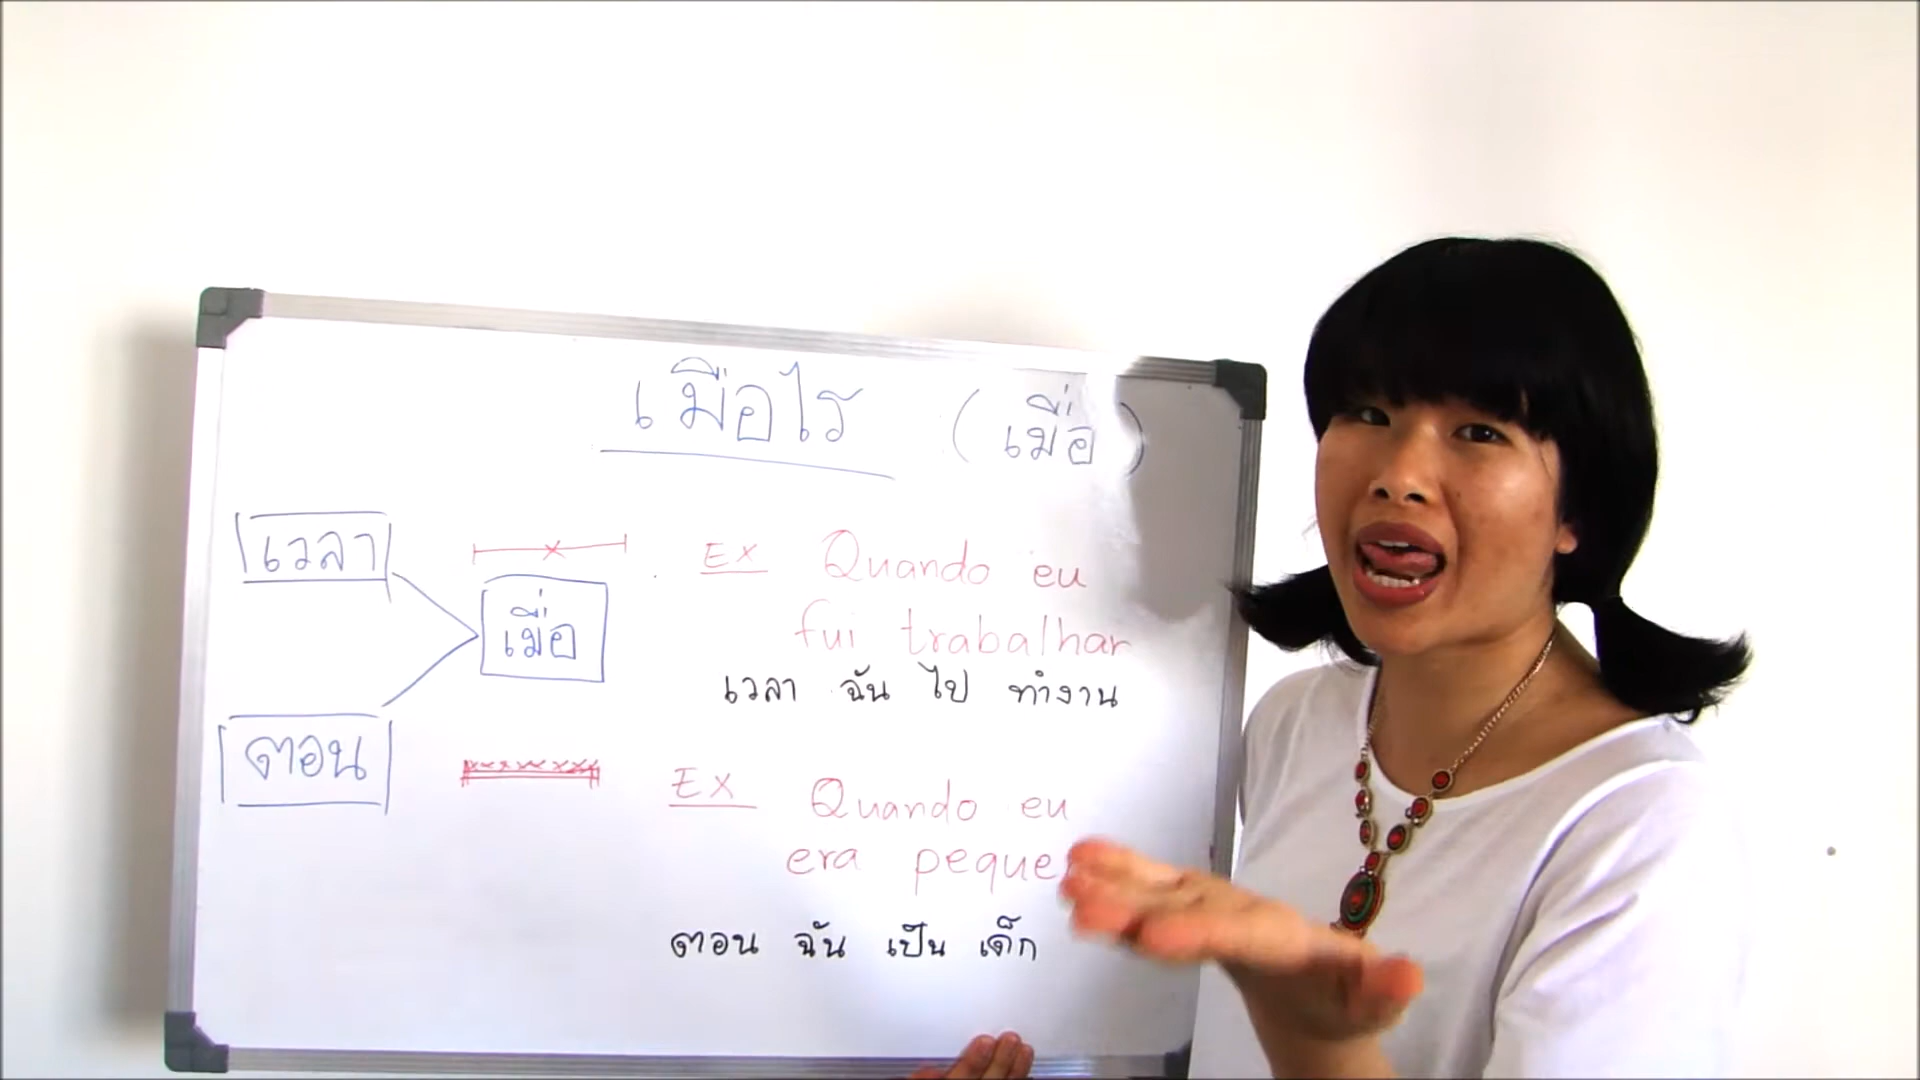 เมื่อไร (เมื่อ)
เวลา
เมื่อ
ตอน
EX Quando eu
fui trabalhar
เวลา ฉัน ไป ทำงาน
EX Quando eu
era
ตอน ฉัน เป็น เด็ก